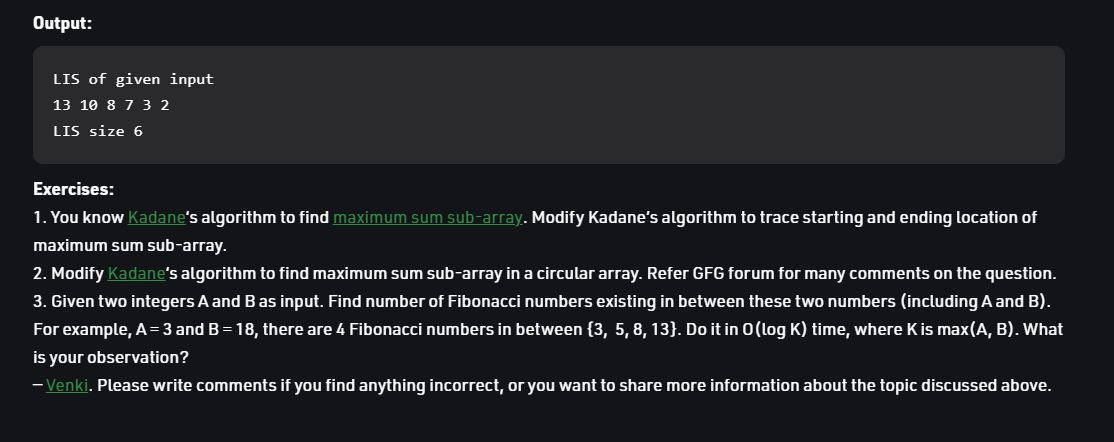 Output:
LIS of given input
13 10 8 7 3 2
LIS size 6
Exercises:
1. You know Kadane‘s algorithm to find maximum sum sub-array. Modify Kadane’s algorithm to trace starting and ending location of
maximum sum sub-array.
2. Modify Kadane‘s algorithm to find maximum sum sub-array in a circular array. Refer GFG forum for many comments on the question.
3. Given two integers A and B as input. Find number of Fibonacci numbers existing in between these two numbers (including A and B).
For example, A = 3 and B = 18, there are 4 Fibonacci numbers in between {3, 5, 8, 13}. Do it in O(log K) time, where K is max(A, B). What
is your observation?
— Venki. Please write comments if you find anything incorrect, or you want to share more information about the topic discussed above.